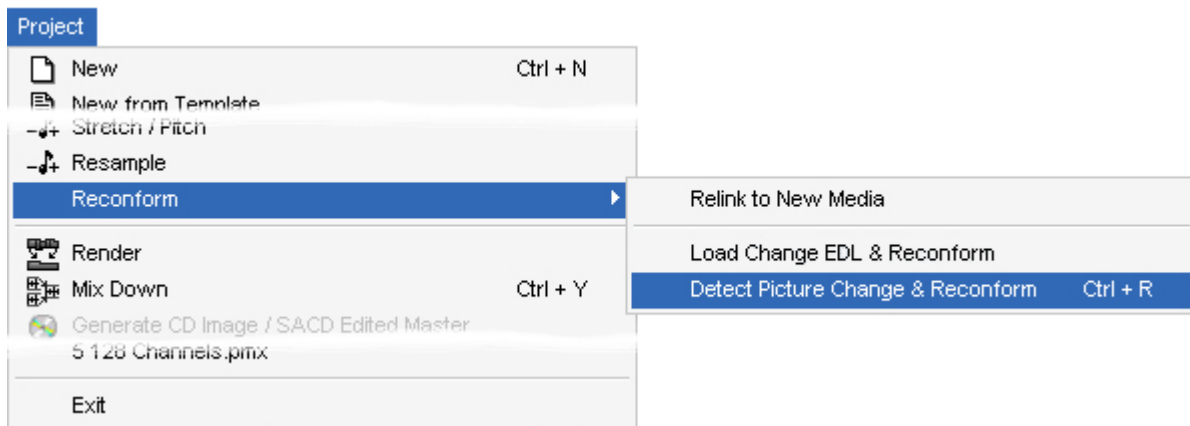 Project
New Ctrl + N
New from Template
Stretch / Pitch
Resample
Reconform
Relink to New Media
Render
Load Change EDL & Reconform
Mix Down Ctrl + Y
Detect Picture Change & Reconform Ctrl + R
Generate CD Image / SACD Edited Master
5 128 Channels.pmx
Exit